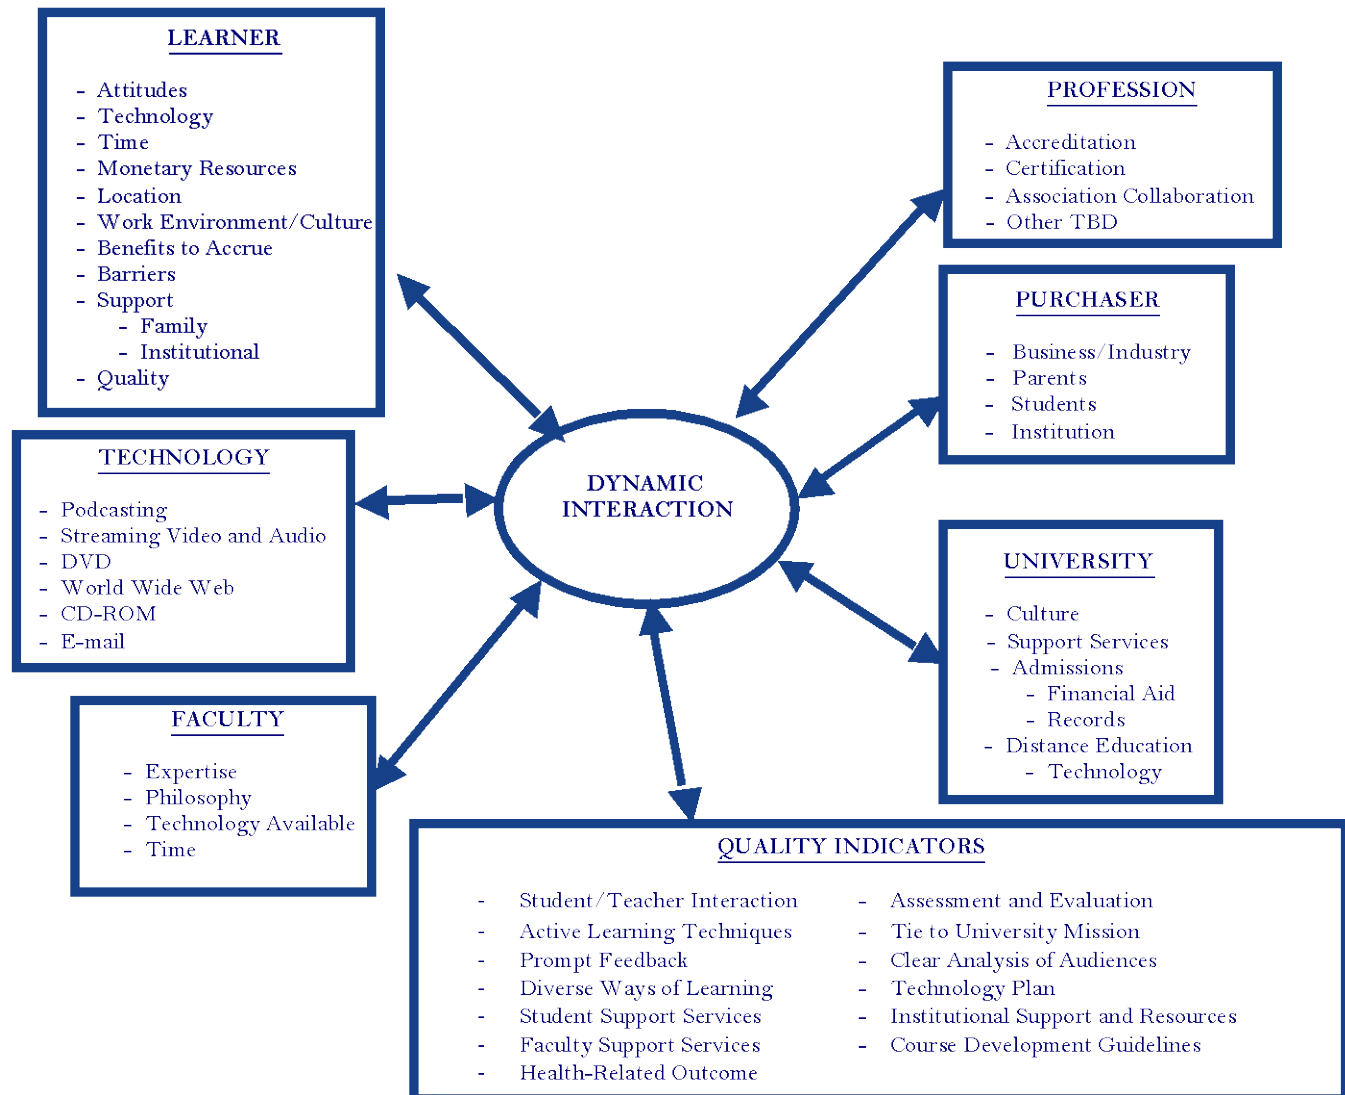 LEARNER
- Attitudes
- Technology
- Time
- Monetary Resources
- Location
- Work Environment/Culture
- Benefits to Accrue
- Barriers
- Support
- Family
- Institutional
- Quality
TECHNOLOGY
- Podcasting
- Streaming Video and Audio
- DVD
- World Wide Web
- CD-ROM
- E-mail
FACULTY
- Expertise
- Philosophy
- Technology Available
- Time
DYNAMIC
INTERACTION
PROFESSION
- Accreditation
- Certification
- Association Collaboration
- Other TBD
PURCHASER
- Business/Industry
- Parents
- Students
- Institution
UNIVERSITY
- Culture
- Support Services
- Admissions
- Financial Aid
- Records
- Distance Education
- Technology
QUALITY INDICATORS
- Student/Teacher Interaction
- Active Learning Techniques
- Prompt Feedback
- Diverse Ways of Learning
- Student Support Services
- Faculty Support Services
- Health-Related Outcome
- Assessment and Evaluation
- Tie to University Mission
- Clear Analysis of Audiences
- Technology Plan
- Institutional Support and Resources
- Course Development Guidelines